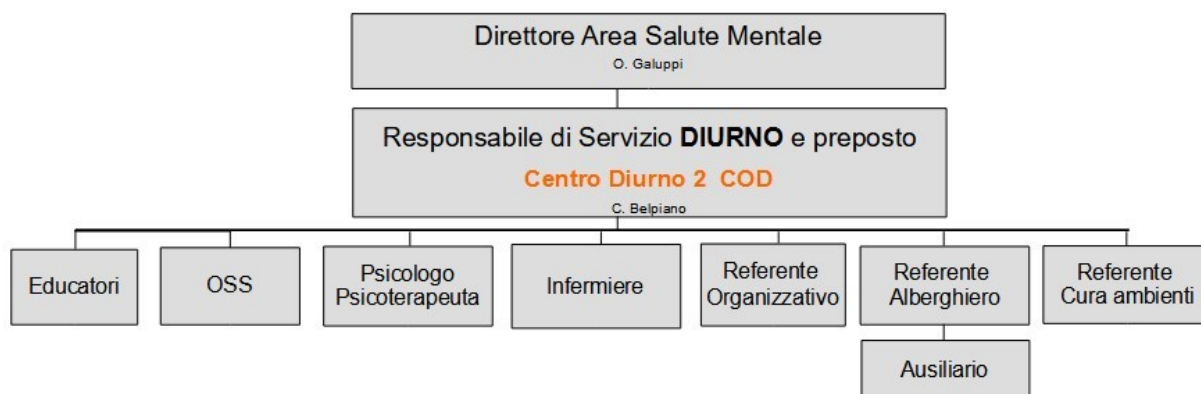 Direttore Area Salute Mentale
O. Galuppi
Responsabile di Servizio DIURNO e preposto
Centro Diurno 2 COD
C. Belpiano
Educatori
OSS
Psicologo
Psicoterapeuta
Infermiere
Referente
Organizzativo
Referente
Alberghiero
Referente
Cura ambienti
Ausiliario